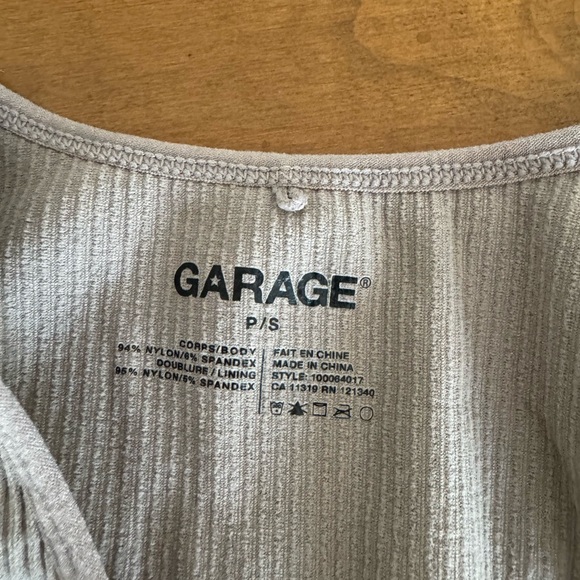 GARAGE®
P/S
CORPS/BODY
94% NYLON/6% SPANDEX
DOUBLURE / LINING
95% NYLON/5% SPANDEX
FAIT EN CHINE
MADE IN CHINA
STYLE: 100064017
CA 11319 RN 121340